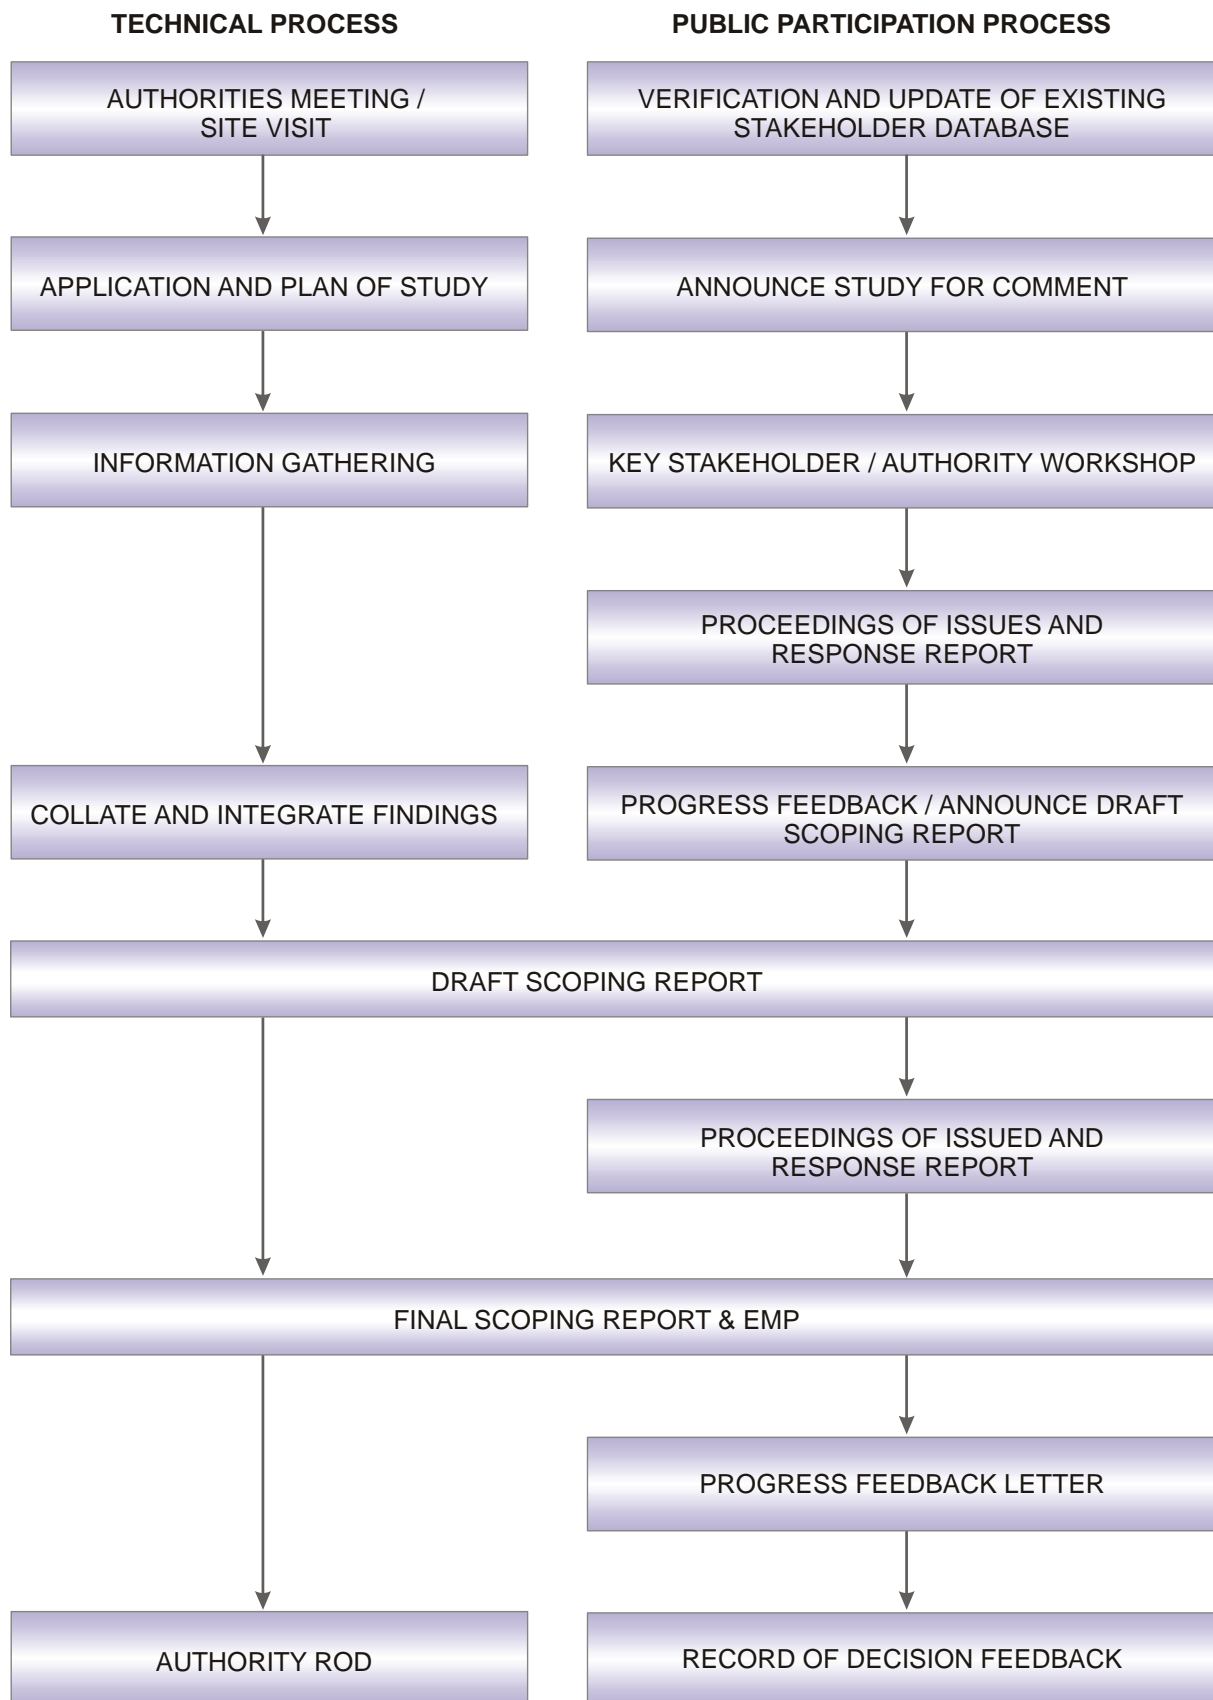 TECHNICAL PROCESS
PUBLIC PARTICIPATION PROCESS
AUTHORITIES MEETING /
SITE VISIT
VERIFICATION AND UPDATE OF EXISTING
STAKEHOLDER DATABASE
APPLICATION AND PLAN OF STUDY
ANNOUNCE STUDY FOR COMMENT
INFORMATION GATHERING
KEY STAKEHOLDER / AUTHORITY WORKSHOP
PROCEEDINGS OF ISSUES AND
RESPONSE REPORT
COLLATE AND INTEGRATE FINDINGS
PROGRESS FEEDBACK / ANNOUNCE DRAFT
SCOPING REPORT
DRAFT SCOPING REPORT
PROCEEDINGS OF ISSUED AND
RESPONSE REPORT
FINAL SCOPING REPORT & EMP
PROGRESS FEEDBACK LETTER
AUTHORITY ROD
RECORD OF DECISION FEEDBACK